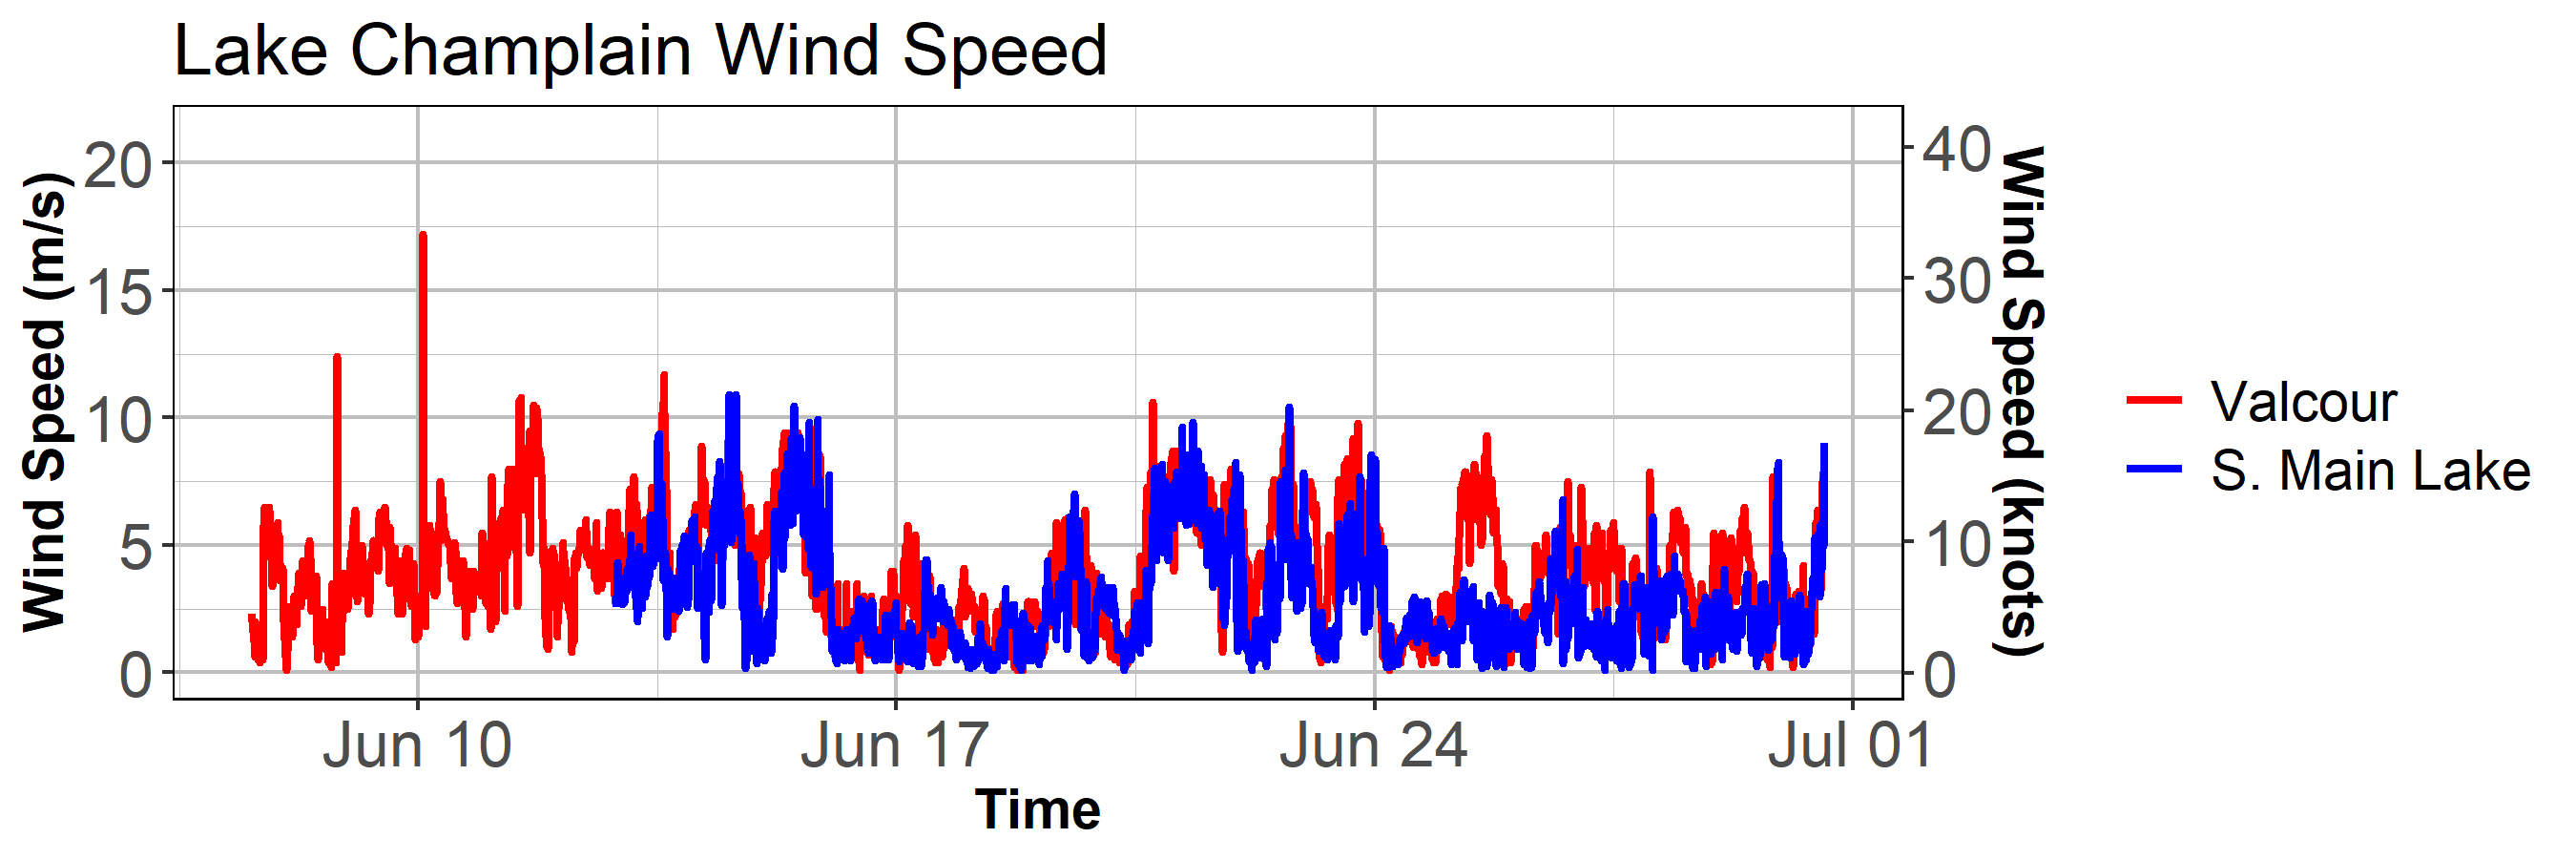 Lake Champlain Wind Speed
Wind Speed (m/s)
20
15
10
5
0
40
30
20
10
0
Wind Speed (knots)
Jun 10
Jun 17
Jun 24
Jul 01
Time
Valcour
S. Main Lake